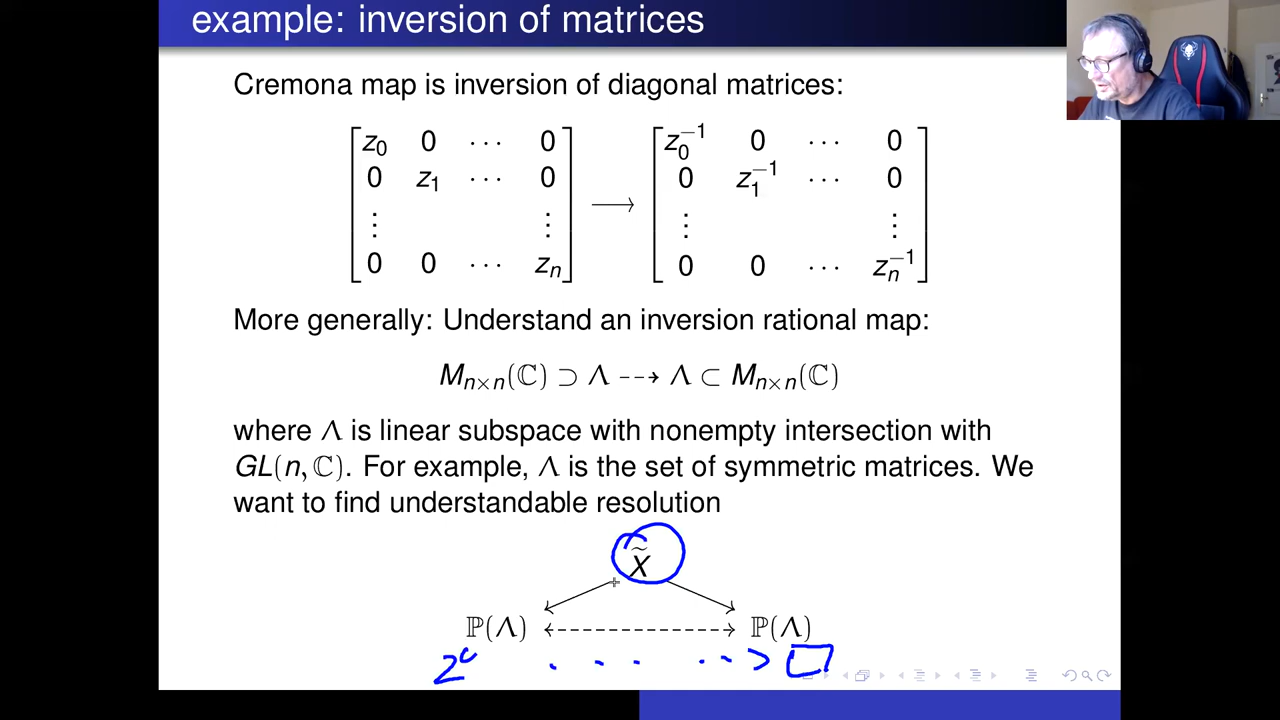 example: inversion of matrices
Cremona map is inversion of diagonal matrices:
z₀ 0 ⋯ 0 z₀⁻¹ 0 ⋯ 0
0 z₁ ⋯ 0 0 z₁⁻¹ ⋯ 0
⋮ ⋮ → ⋮ ⋮
0 0 ⋯ zₙ 0 0 ⋯ zₙ⁻¹
More generally: Understand an inversion rational map:
Mₙₓₙ(ℂ) ⊃ Λ --→ Λ ⊂ Mₙₓₙ(ℂ)
where Λ is linear subspace with nonempty intersection with
GL(n, ℂ). For example, Λ is the set of symmetric matrices. We
want to find understandable resolution
X̃
ℙ(Λ) ←-----→ ℙ(Λ)